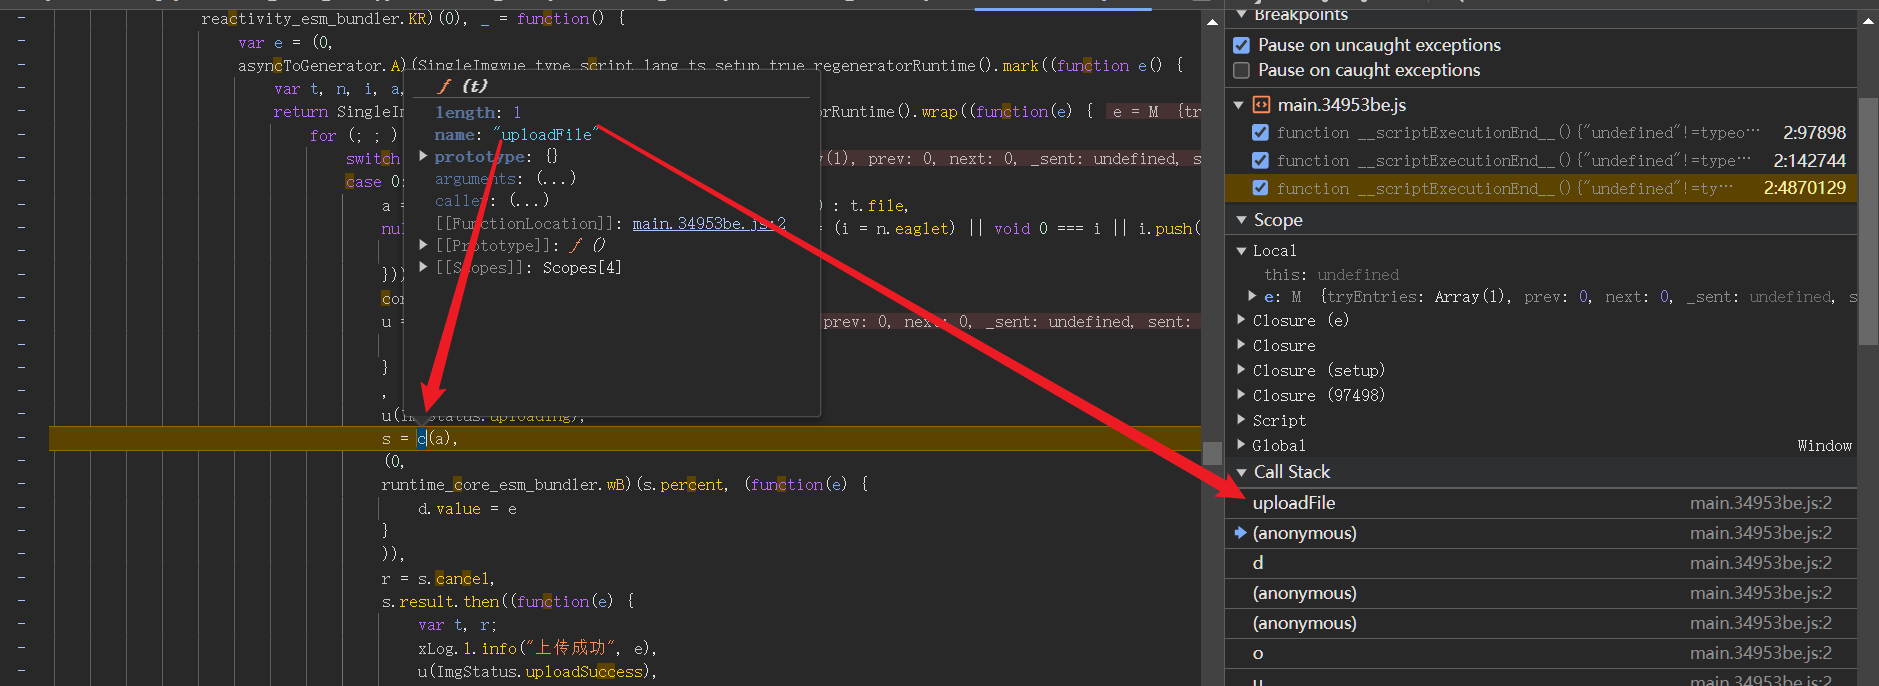 reactivity_esm_bundler.KR)(0), _ = function() {
var e = (0,
asyncToGenerator.A)(SingleImgvue_type_script_lang_ts_setup_true_regeneratorRuntime().mark((function e() {
var t, n, i, a,
return SingleIm
orRuntime().wrap((function(e) { e = M {try
for (; ; )
switch
y(1), prev: 0, next: 0, _sent: undefined, s
case 0:
a =
) : t.file,
nul
= (i = n.eaglet) || void 0 === i || i.push(
}))
cor
u =
prev: 0, next: 0, _sent: undefined, sent:
}
,
u(ImgStatus.uploading),
s = c(a),
(0,
runtime_core_esm_bundler.wB)(s.percent, (function(e) {
d.value = e
}
)),
r = s.cancel,
s.result.then((function(e) {
var t, r;
xLog.l.info("上传成功", e),
u(ImgStatus.uploadSuccess),
ƒ (t)
length: 1
name: "uploadFile"
prototype: {}
arguments: (...)
caller: (...)
[[FunctionLocation]]: main.34953be.js:2
[[Prototype]]: ƒ ()
[[Scopes]]: Scopes[4]
Breakpoints
Pause on uncaught exceptions
Pause on caught exceptions
main.34953be.js
function __scriptExecutionEnd__(){"undefined"!=typeo… 2:97898
function __scriptExecutionEnd__(){"undefined"!=type… 2:142744
function __scriptExecutionEnd__(){"undefined"!=ty… 2:4870129
Scope
Local
this: undefined
e: M {tryEntries: Array(1), prev: 0, next: 0, _sent: undefined, s
Closure (e)
Closure
Closure (setup)
Closure (97498)
Script
Global Window
Call Stack
uploadFile main.34953be.js:2
(anonymous) main.34953be.js:2
d main.34953be.js:2
(anonymous) main.34953be.js:2
(anonymous) main.34953be.js:2
o main.34953be.js:2
u main.34953be.js:2